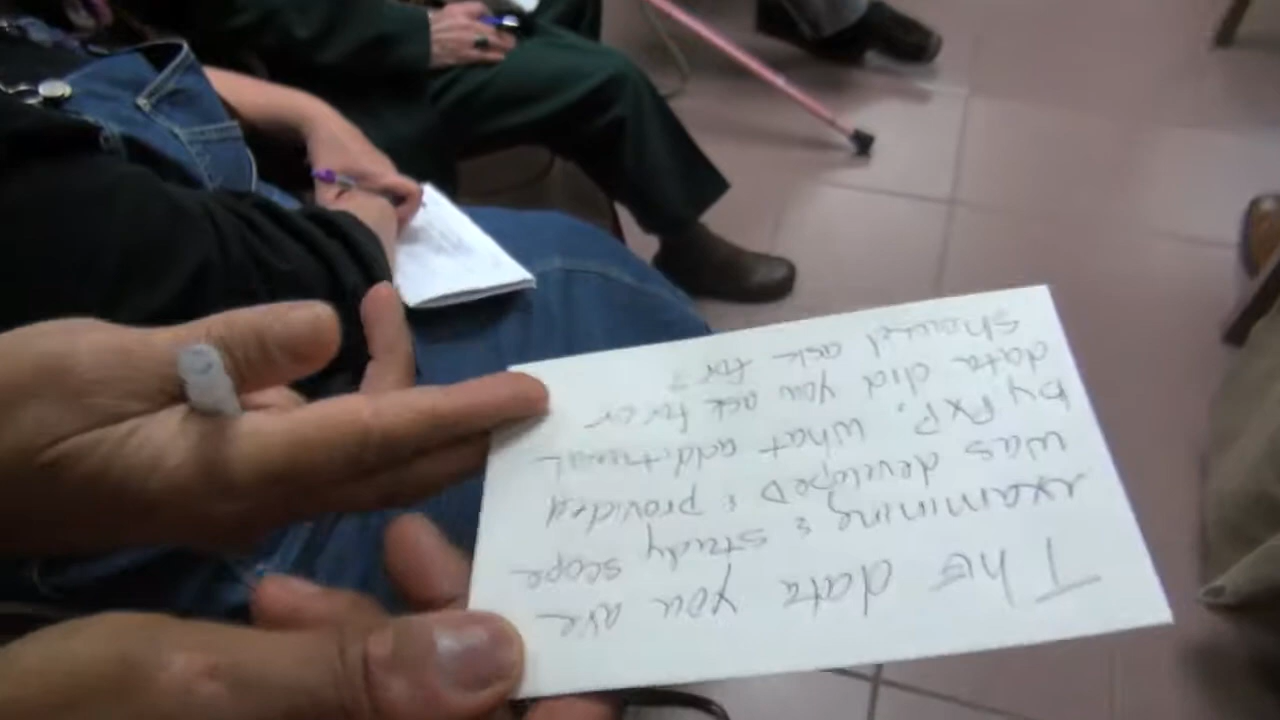 The data you are
examining & study scope
was developeD & provided
by PXP. What additional
data did you ask for or
should ask for?